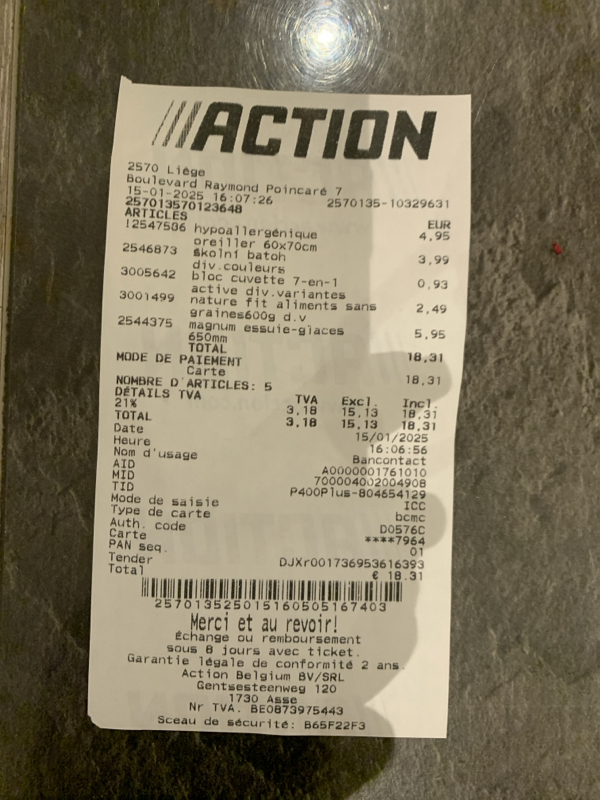 ///ACTION
2570 Liége
Boulevard Raymond Poincaré 7
15-01-2025 16:07:26 2570135-10329631
257013570123648
ARTICLES EUR
12547506 hypoallergénique 4,95
oreiller 60x70cm
2546873 školní batoh 3,99
div.couleurs
3005642 bloc cuvette 7-en-1 0,93
active div.variantes
3001499 nature fit aliments sans 2,49
graines600g d.v
2544375 magnum essuie-glaces 5,95
650mm
TOTAL 18,31
MODE DE PAIEMENT
Carte 18,31
NOMBRE D'ARTICLES: 5
DÉTAILS TVA TVA Excl. Incl.
21% 3,18 15,13 18,31
TOTAL 3,18 15,13 18,31
Date 15/01/2025
Heure 16:06:56
Nom d'usage Bancontact
AID A0000001761010
MID 70000400200490B
TID P400Plus-804654129
Mode de saisie ICC
Type de carte bcmc
Auth. code D0576C
Carte ****7964
PAN seq. 01
Tender DJXr001736953616393
Total € 18.31
257013525015160505167403
Merci et au revoir!
Échange ou remboursement
sous 8 jours avec ticket.
Garantie légale de conformité 2 ans.
Action Belgium BV/SRL
Gentsesteenweg 120
1730 Asse
Nr TVA. BE0873975443
Sceau de sécurité: B65F22F3